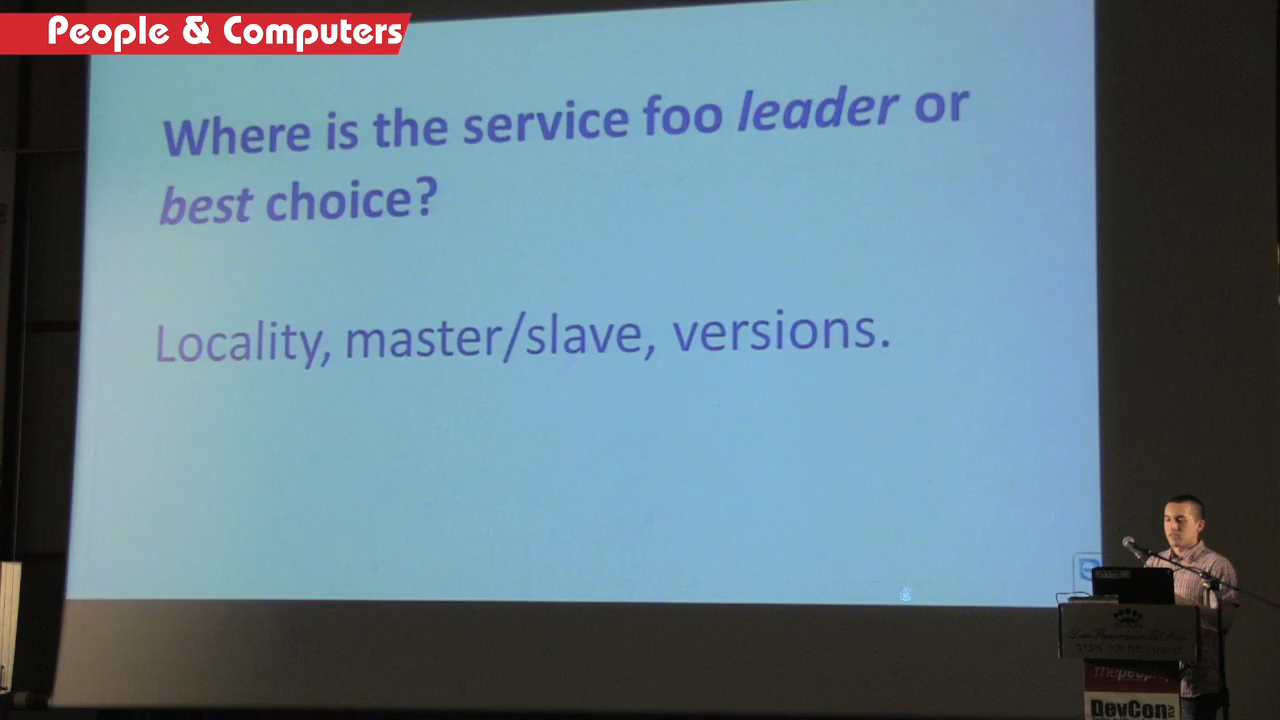 People & Computers
Where is the service foo leader or
best choice?
Locality, master/slave, versions.
DevCon